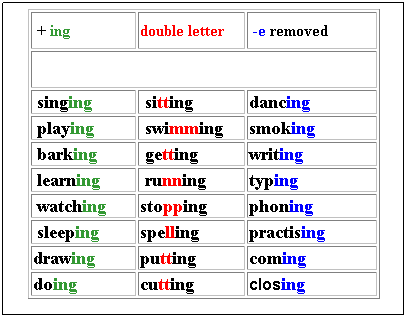 + ing double letter -e removed
singing sitting dancing
playing swimming smoking
barking getting writing
learning running typing
watching stopping phoning
sleeping spelling practising
drawing putting coming
doing cutting closing